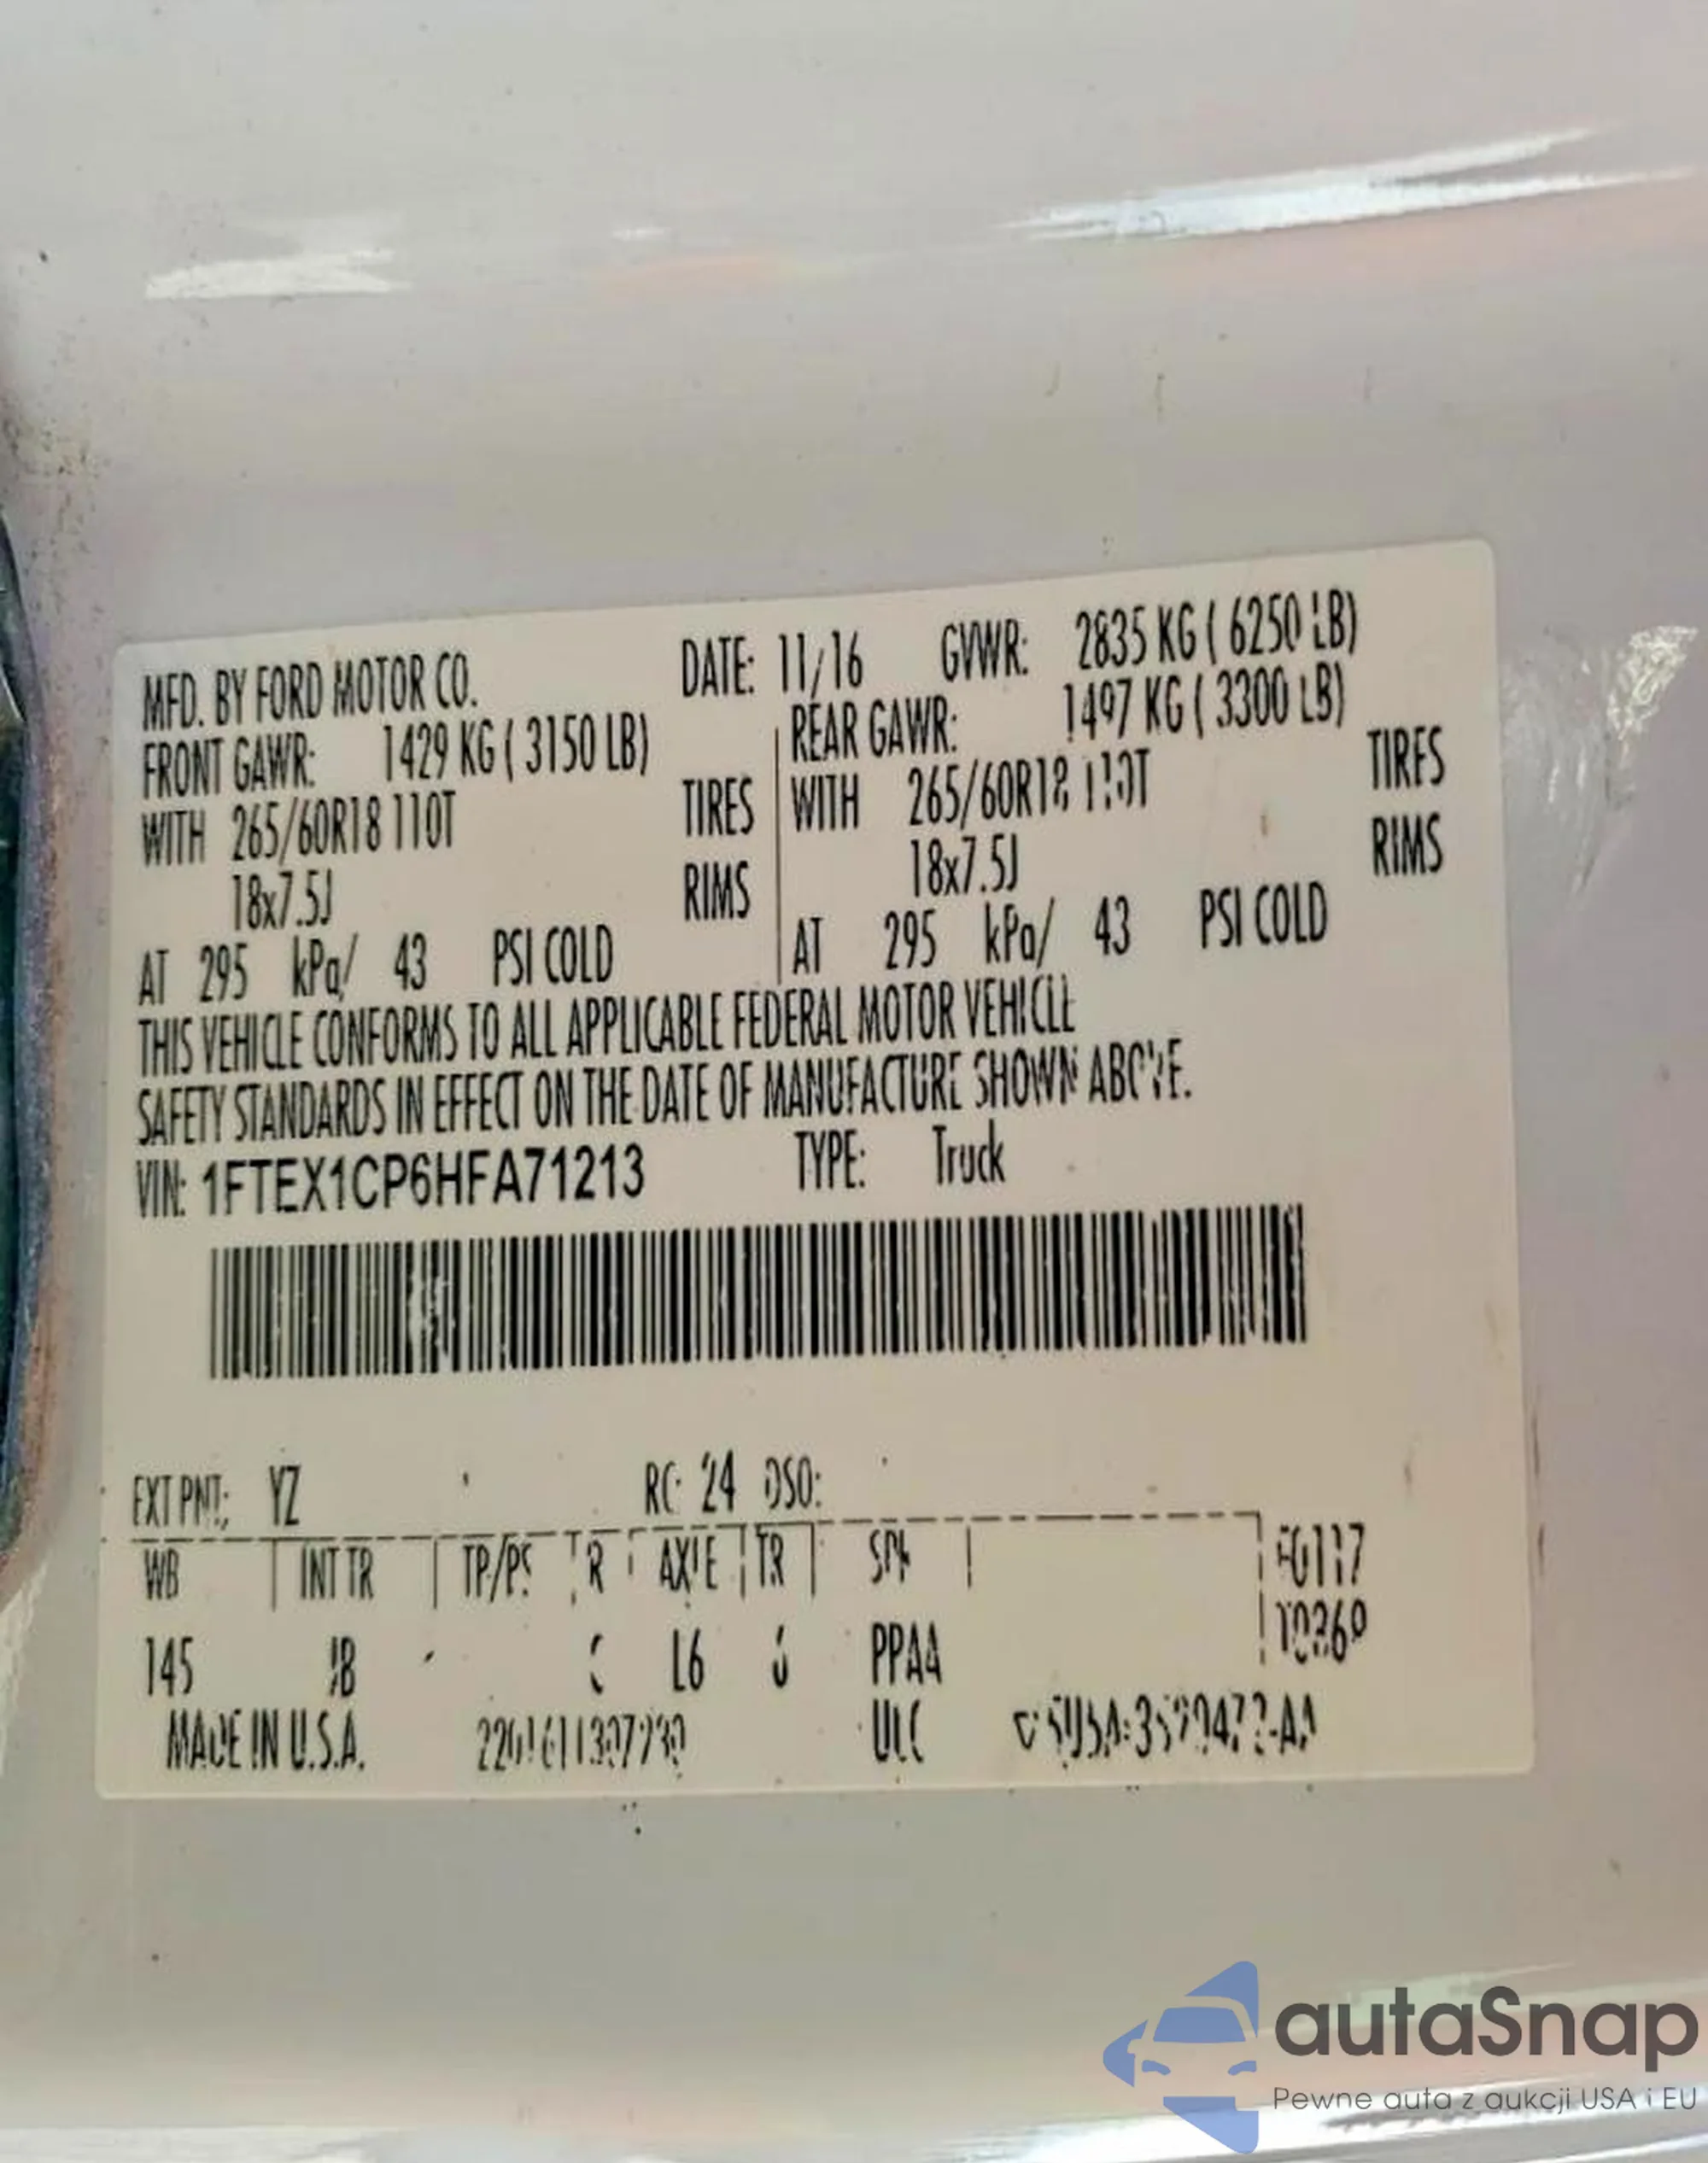 MFD. BY FORD MOTOR CO. DATE: 11/16 GVWR: 2835 KG ( 6250 LB)
FRONT GAWR: 1429 KG ( 3150 LB) REAR GAWR: 1497 KG ( 3300 LB)
WITH 265/60R18 110T TIRES WITH 265/60R18 110T TIRES
18x7.5J RIMS 18x7.5J RIMS
AT 295 kPa/ 43 PSI COLD AT 295 kPa/ 43 PSI COLD
THIS VEHICLE CONFORMS TO ALL APPLICABLE FEDERAL MOTOR VEHICLE
SAFETY STANDARDS IN EFFECT ON THE DATE OF MANUFACTURE SHOWN ABOVE.
VIN: 1FTEX1CP6HFA71213 TYPE: Truck
EXT PNT: YZ RC: 24 DSO:
WB INT TR TP/PS R AXLE TR SPR
145 L6 PPAA
MADE IN U.S.A. ULC
autaSnap
Pewne auta z aukcji USA i EU